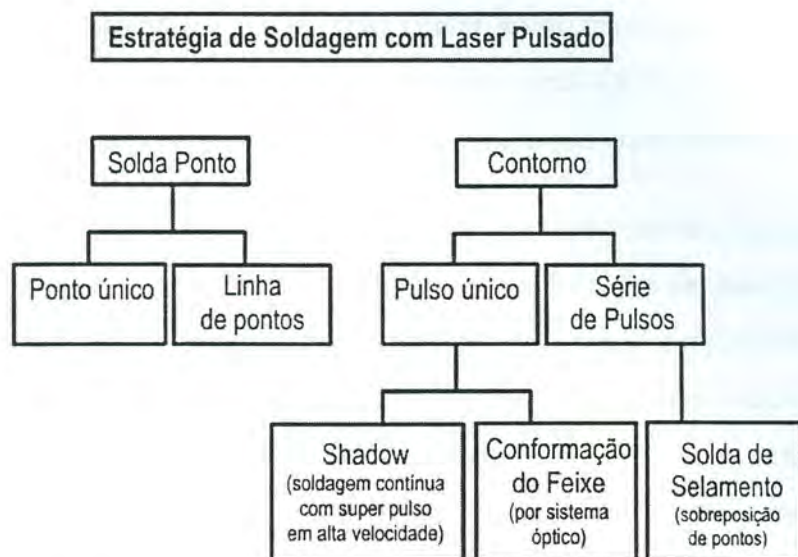 Estratégia de Soldagem com Laser Pulsado
Solda Ponto
Contorno
Ponto único
Linha
de pontos
Pulso único
Série
de Pulsos
Shadow
(soldagem continua
com super pulso
em alta velocidade)
Conformação
do Feixe
(por sistema
óptico)
Solda de
Selamento
(sobreposição
de pontos)